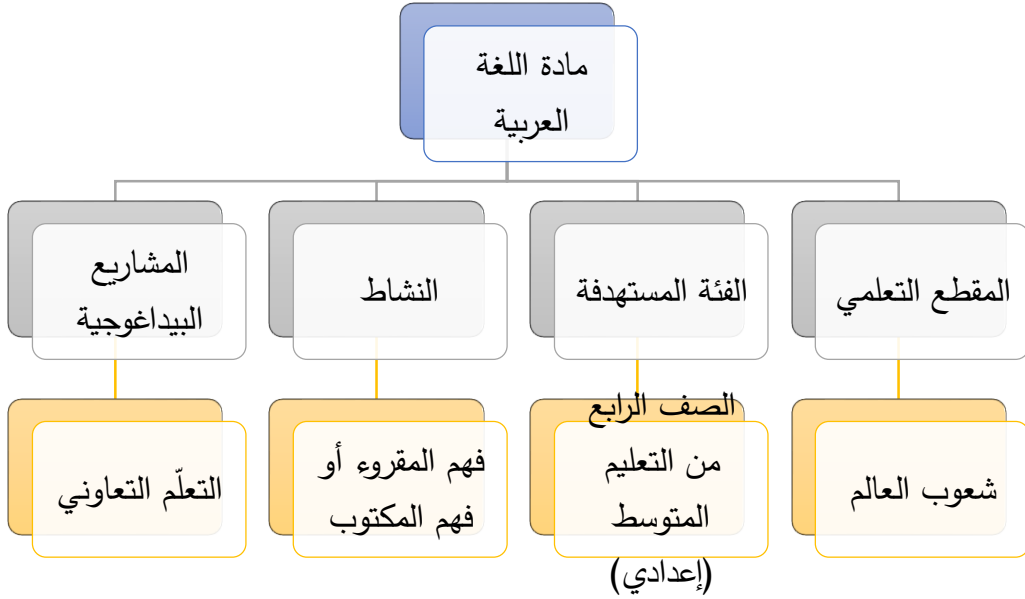 مادة اللغة
العربية
المقطع التعلمي
الفئة المستهدفة
النشاط
المشاريع
البيداغوجية
شعوب العالم
الصف الرابع
من التعليم
المتوسط
(إعدادي)
فهم المقروء أو
فهم المكتوب
التعلّم التعاوني